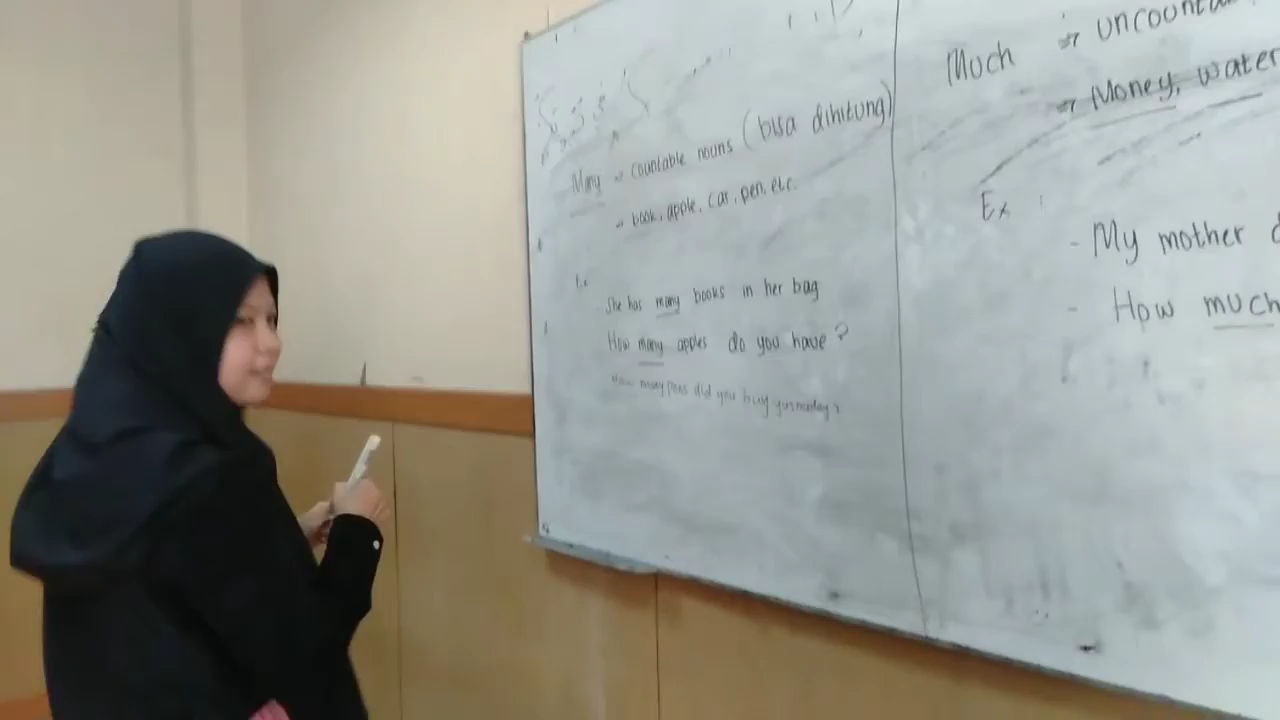 Many → countable nouns (bisa dihitung)
→ book, apple, car, pen, etc.
Ex
She has many books in her bag
How many apples do you have?
How many pens did you buy yesterday?
Much → uncounta
→ Money, water
Ex :
- My mother d
- How much